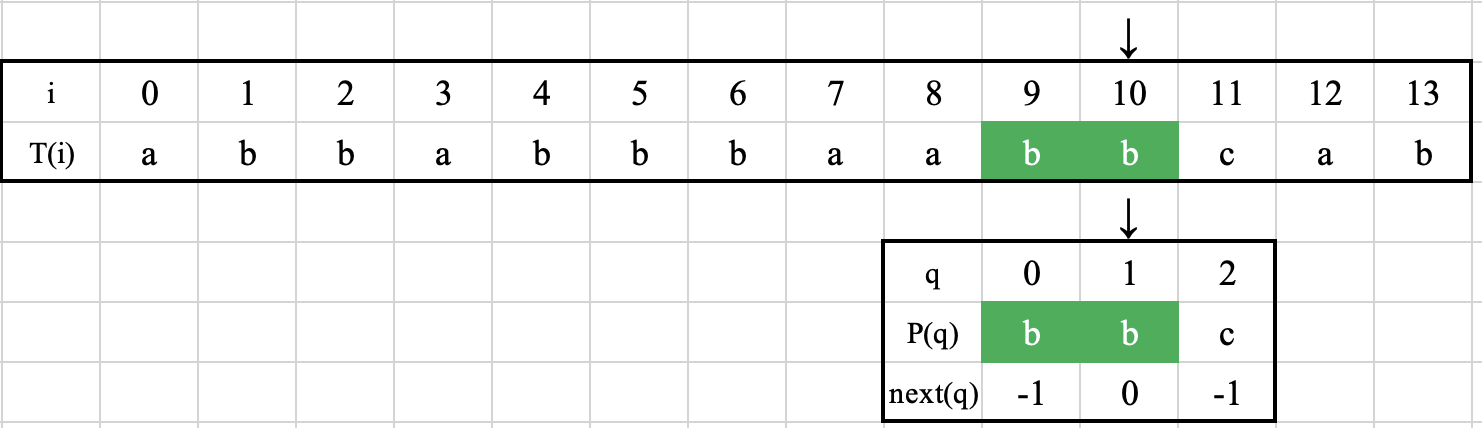 ↓
i 0 1 2 3 4 5 6 7 8 9 10 11 12 13
T(i) a b b a b b b a a b b c a b
↓
q 0 1 2
P(q) b b c
next(q) -1 0 -1